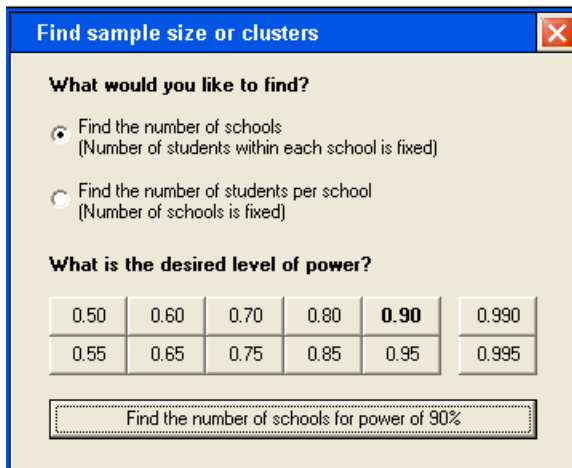 Find sample size or clusters
What would you like to find?
Find the number of schools
(Number of students within each school is fixed)
Find the number of students per school
(Number of schools is fixed)
What is the desired level of power?
0.50 0.60 0.70 0.80 0.90 0.990
0.55 0.65 0.75 0.85 0.95 0.995
Find the number of schools for power of 90%